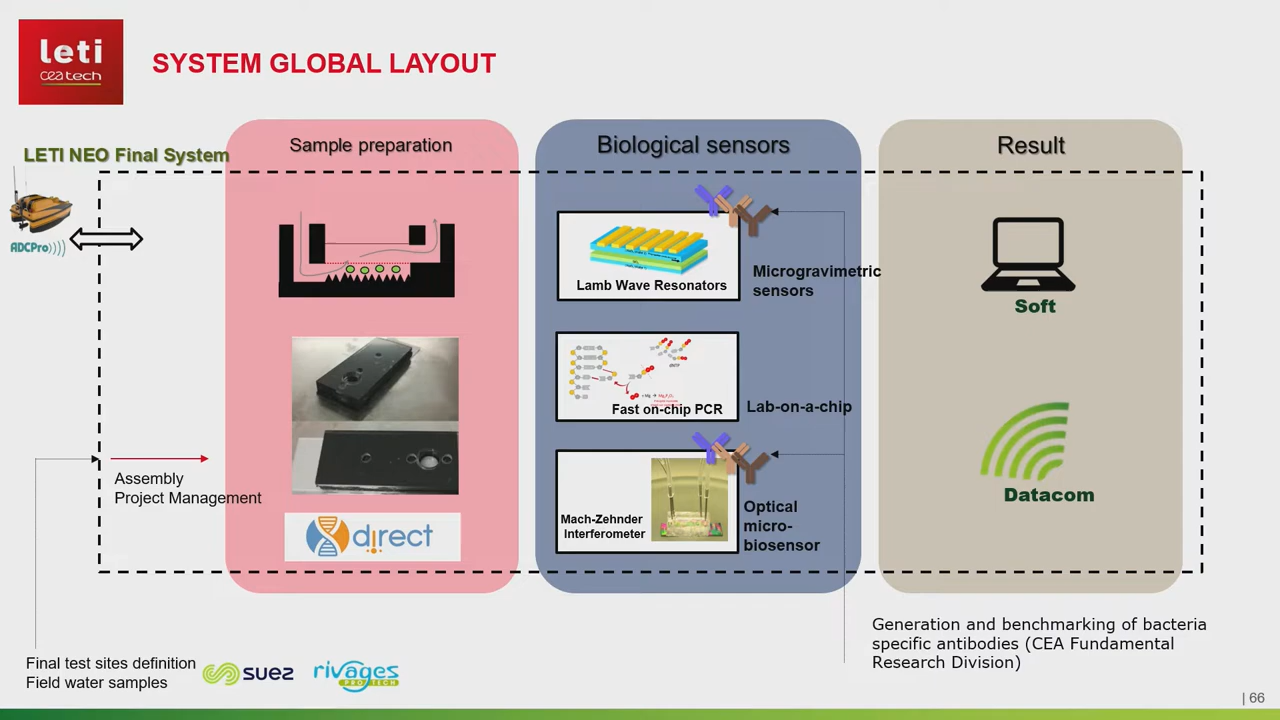 leti
cea tech
SYSTEM GLOBAL LAYOUT
LETI NEO Final System
ADCPro
Sample preparation
Biological sensors
Result
Lamb Wave Resonators
Microgravimetric
sensors
Soft
dNTP
Fast on-chip PCR
Lab-on-a-chip
Assembly
Project Management
Mach-Zehnder
Interferometer
Optical
micro-
biosensor
Datacom
direct
Final test sites definition
Field water samples
suez
rivages
PRO TECH
Generation and benchmarking of bacteria
specific antibodies (CEA Fundamental
Research Division)
| 66